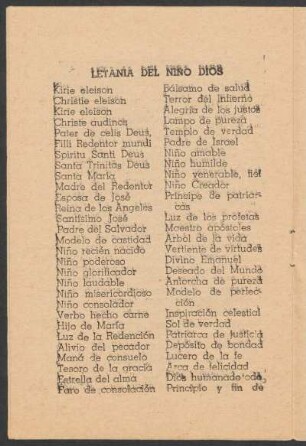 LETANIA DEL NIÑO DIOS
Kirie eleison
Christie eleison
Kirie eleison
Christe audinos
Pates de celis Deus,
Filli Redentor mundi
Spiritu Santi Deus
Santa Trinitas Deus
Santa Maria
Madre del Redentor
Esposa de José
Reina de los Angeles
Santisimo José
Padre del Salvador
Modelo de castidad
Niño recién nacido
Niño poderoso
Niño glorificador
Niño laudable
Niño misericordioso
Niño consolador
Verbo hecho carne
Hijo de María
Luz de la Redención
Alivio del pecador
Maná de consuelo
Tesoro de la gracia
Estrella del alma
Faro de consolación
Bálsamo de salud
Terror del infierno
Alegría de los justos
Lampo de pureza
Templo de verdad
Padre de Israel
Niño amable
Niño humilde
Niño venerable, fiel
Niño Creador
Principe de patriar-
cas
Luz de los profetas
Maestro apóstoles
Arbol de la vida
Vertiente de virtudes
Divino Emanuel
Deseado del Mundo
Antorcha de pureza
Modelo de perfec-
ción
Inspiración celestial
Sol de verdad
Patriarca de justicia
Depósito de bondad
Lucero de la fe
Arca de felicidad
Dios humanado
Principio y fin de